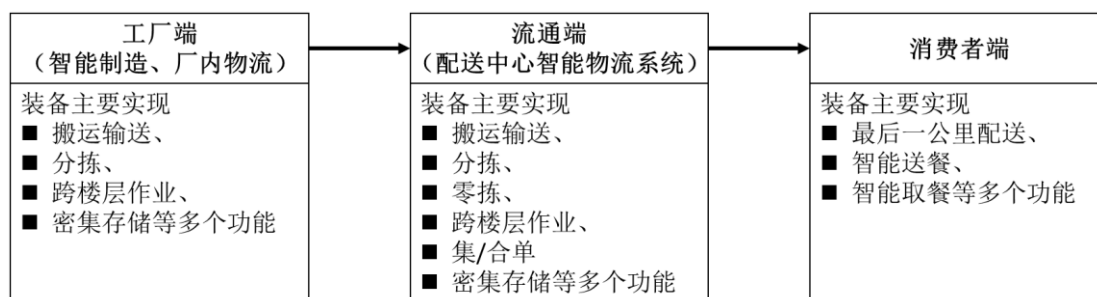 工厂端
（智能制造、厂内物流）
装备主要实现
■ 搬运输送、
■ 分拣、
■ 跨楼层作业、
■ 密集存储等多个功能
流通端
（配送中心智能物流系统）
装备主要实现
■ 搬运输送、
■ 分拣、
■ 零拣、
■ 跨楼层作业、
■ 集/合单
■ 密集存储等多个功能
消费者端
装备主要实现
■ 最后一公里配送、
■ 智能送餐、
■ 智能取餐等多个功能